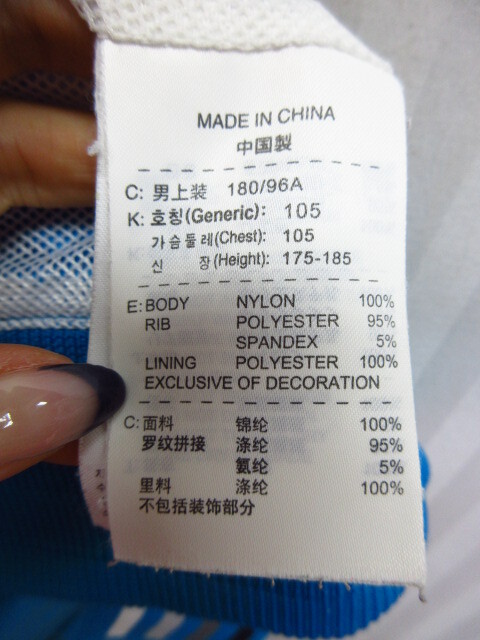 MADE IN CHINA
中国製
C: 男上装 180/96A
K: 호칭(Generic): 105
가슴둘레(Chest): 105
신 장(Height): 175-185
E: BODY NYLON 100%
RIB POLYESTER 95%
SPANDEX 5%
LINING POLYESTER 100%
EXCLUSIVE OF DECORATION
C: 面料 锦纶 100%
罗纹拼接 涤纶 95%
氨纶 5%
里料 涤纶 100%
不包括装饰部分